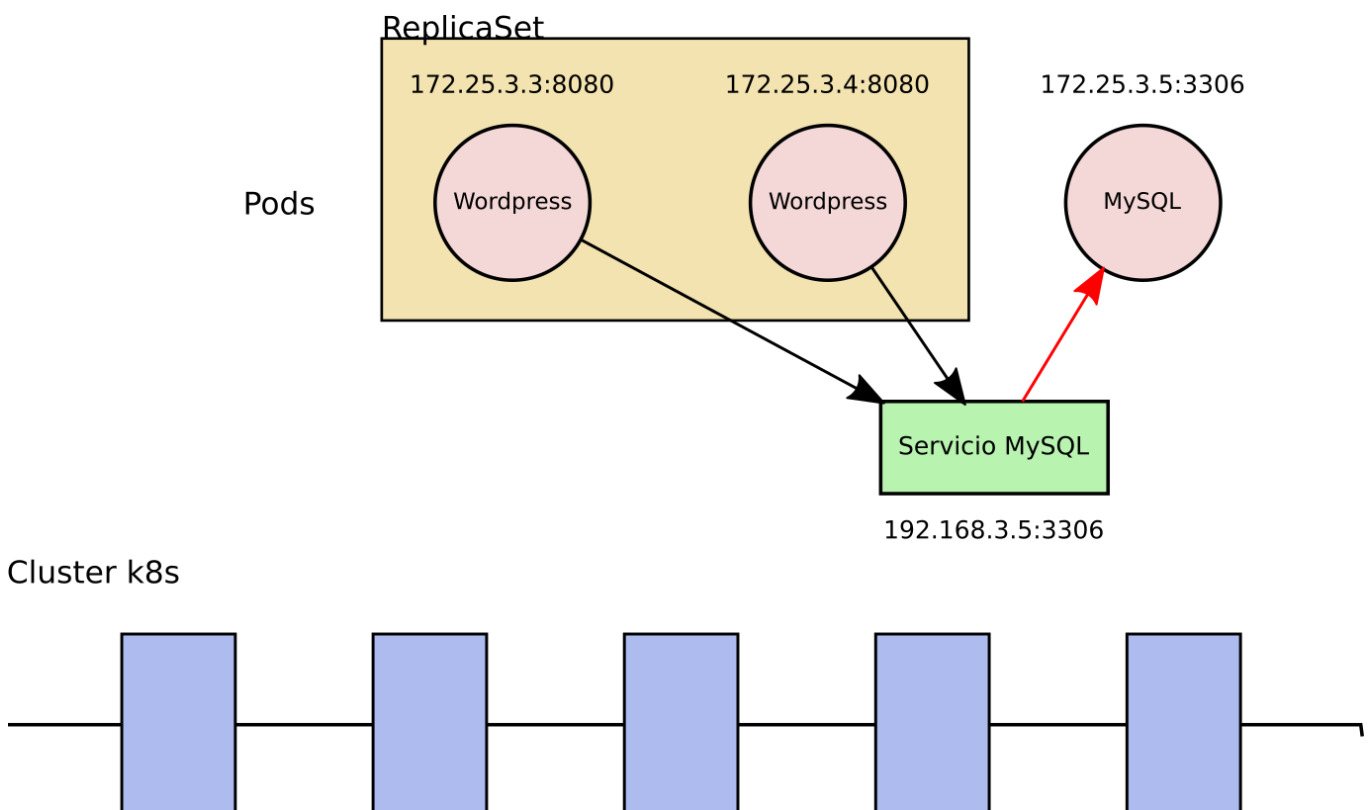 ReplicaSet
172.25.3.3:8080
172.25.3.4:8080
172.25.3.5:3306
Pods
Wordpress
Wordpress
MySQL
Servicio MySQL
192.168.3.5:3306
Cluster k8s